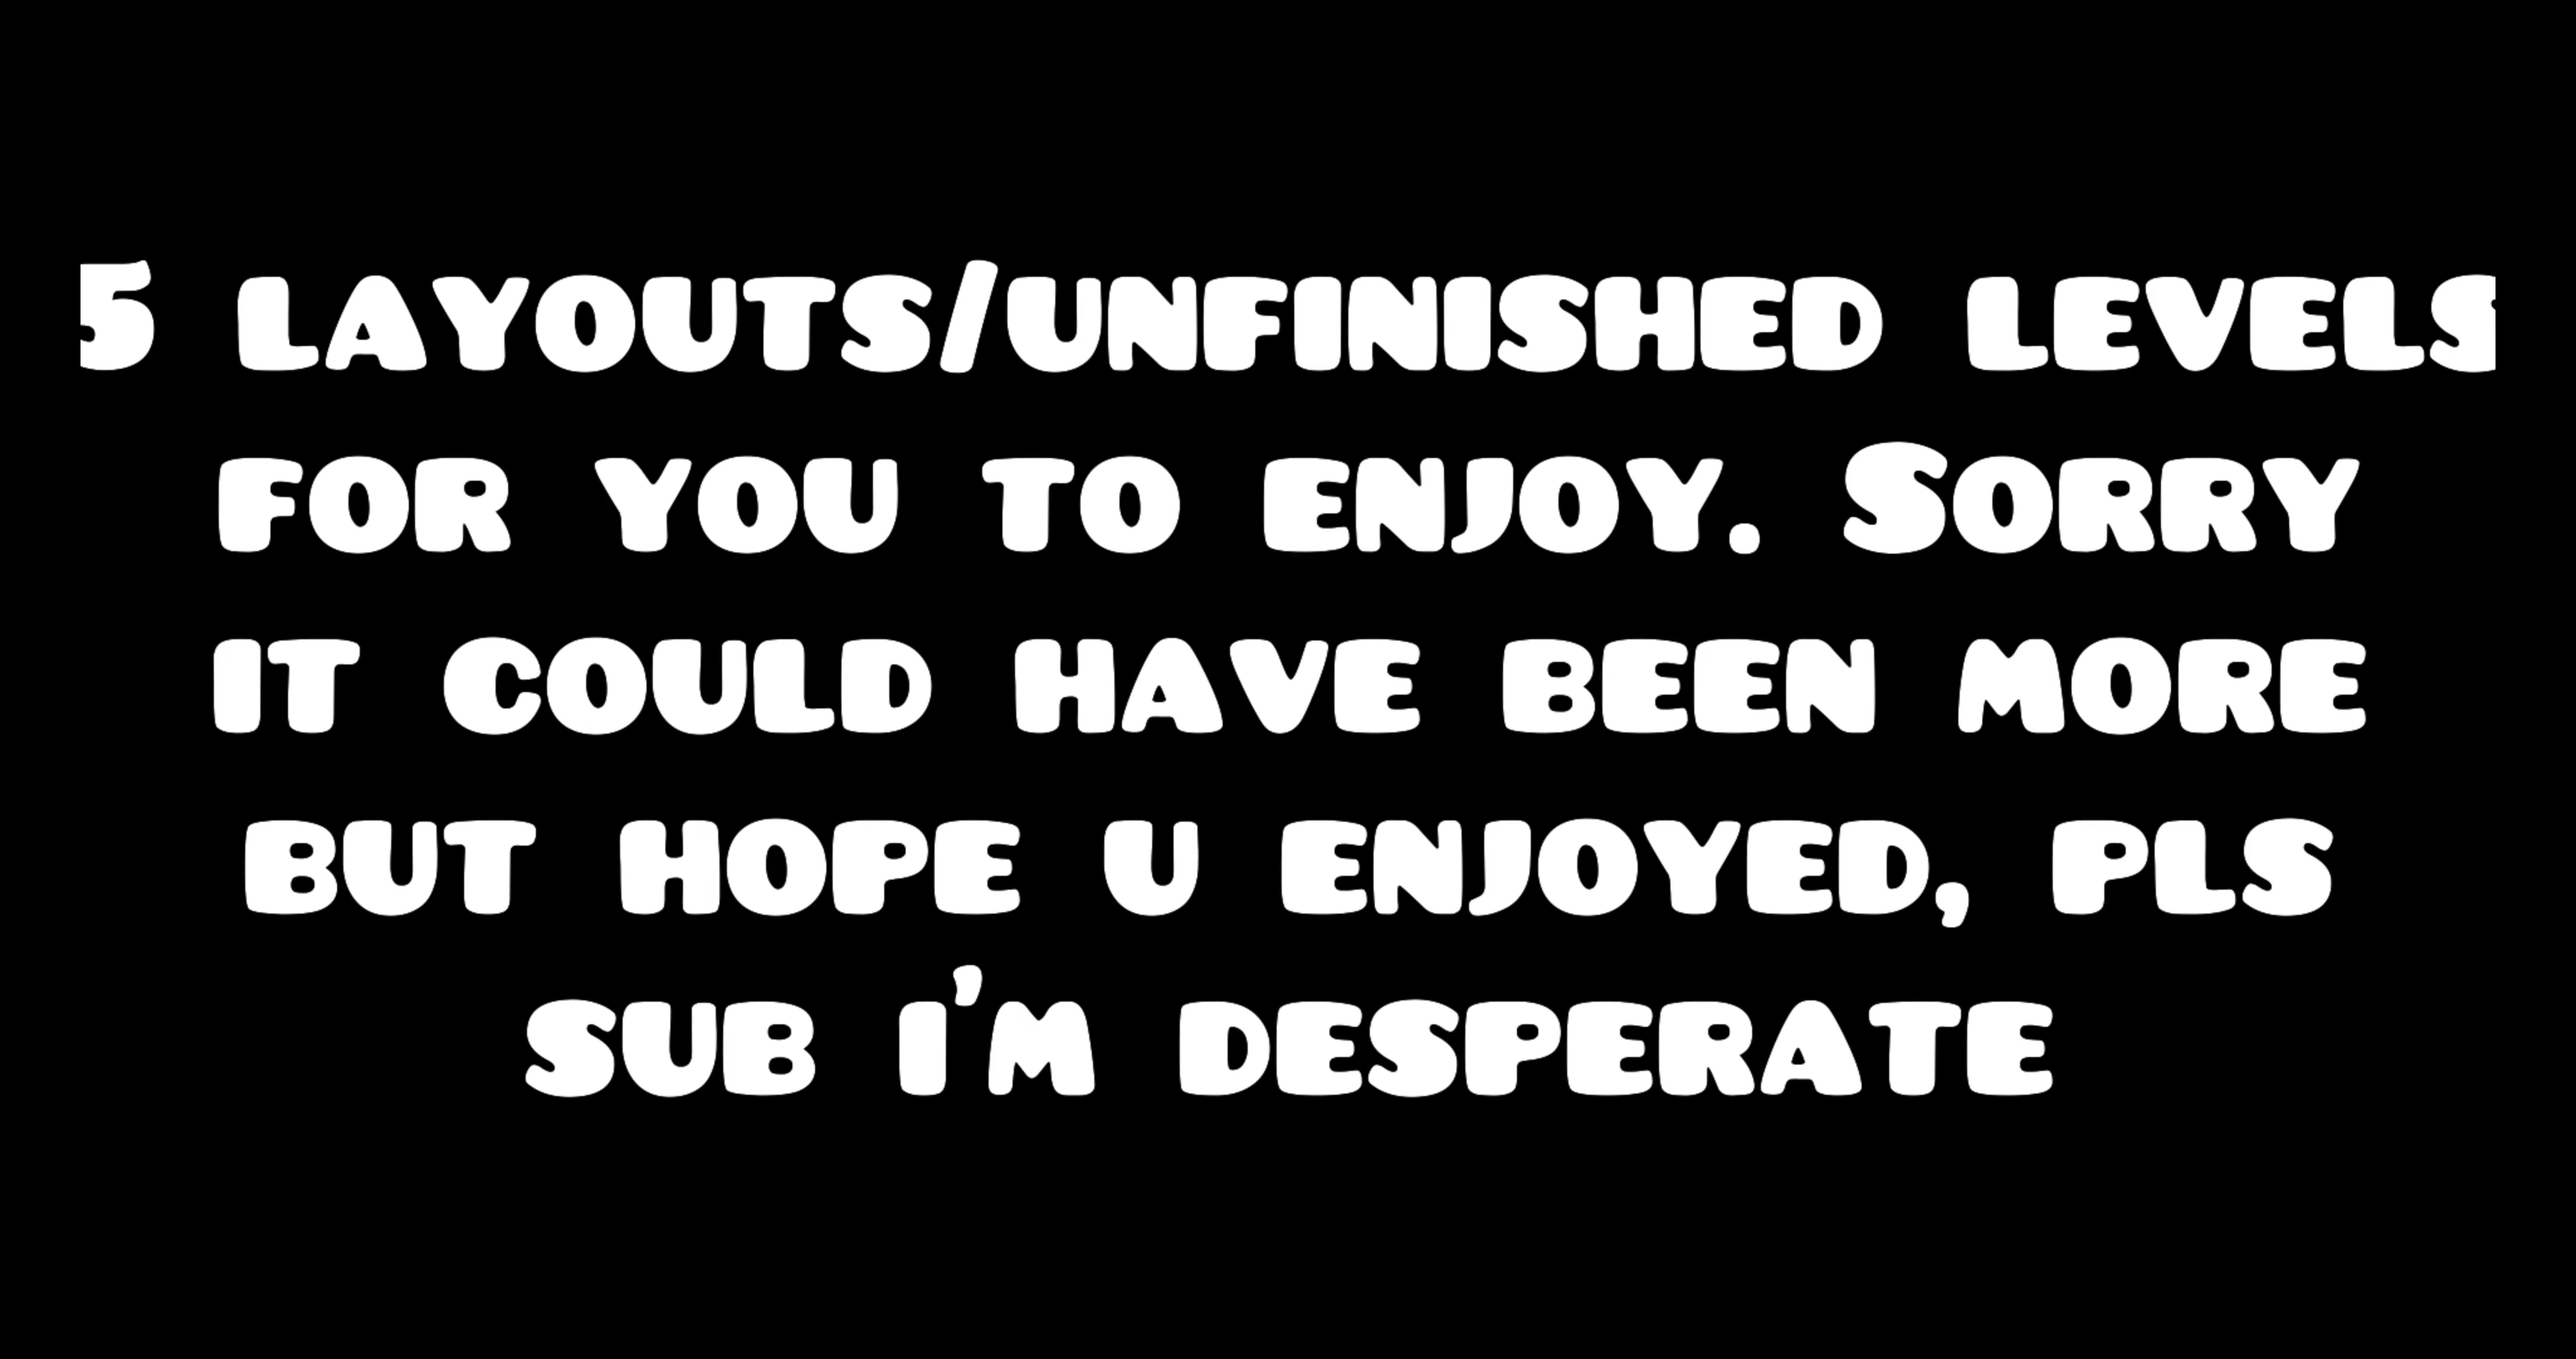 5 layouts/unfinished levels
for you to enjoy. Sorry
it could have been more
but hope u enjoyed, pls
sub i'm desperate